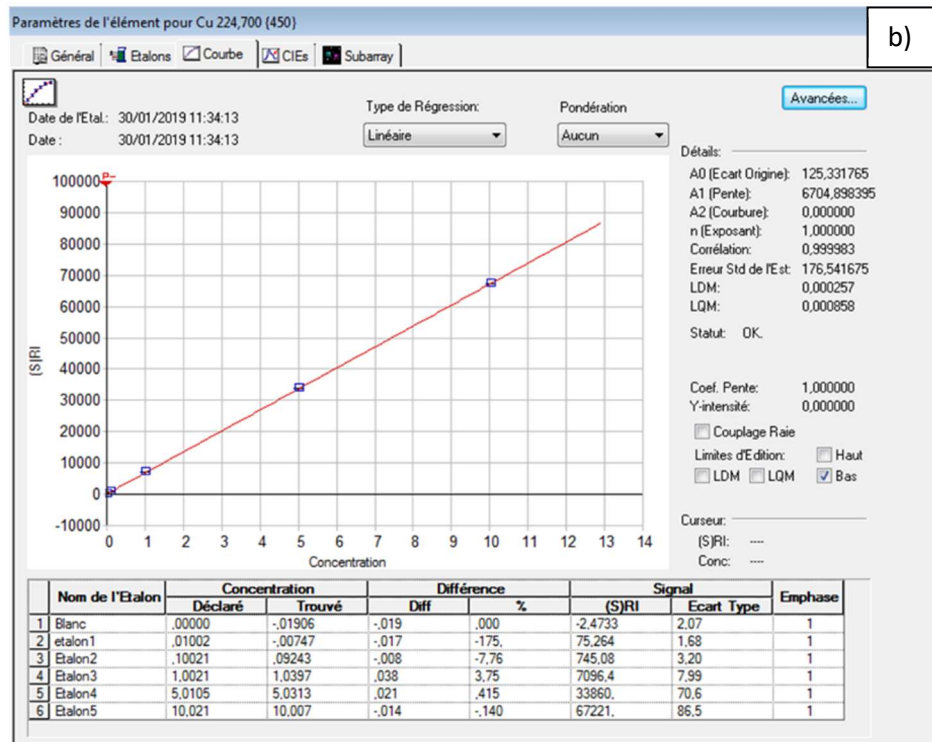 Paramètres de l'élément pour Cu 224,700 {450}
b)
Général Etalons Courbe CIEs Subarray
Date de l'Etal.: 30/01/2019 11:34:13
Date : 30/01/2019 11:34:13
Type de Régression:
Linéaire
Pondération
Aucun
Avancées...
Détails:
A0 (Ecart Origine): 125,331765
A1 (Pente): 6704,898395
A2 (Courbure): 0,000000
n (Exposant): 1,000000
Corrélation: 0,999983
Erreur Std de l'Est: 176,541675
LDM: 0,000257
LQM: 0,000858
Statut: OK.
Coef. Pente: 1,000000
Y-intensité: 0,000000
Couplage Raie
Limites d'Edition: Haut
LDM LQM Bas
Curseur:
(S)RI: ----
Conc: ----
(S)RI
100000
90000
80000
70000
60000
50000
40000
30000
20000
10000
0
-10000
0 1 2 3 4 5 6 7 8 9 10 11 12 13 14
Concentration
Nom de l'Etalon Concentration Différence Signal Emphase
Déclaré Trouvé Diff % (S)RI Ecart Type
1 Blanc ,00000 -,01906 -,019 ,000 -2,4733 2,07 1
2 etalon1 ,01002 -,00747 -,017 -175, 75,264 1,68 1
3 Etalon2 ,10021 ,09243 -,008 -7,76 745,08 3,20 1
4 Etalon3 1,0021 1,0397 ,038 3,75 7096,4 7,99 1
5 Etalon4 5,0105 5,0313 ,021 ,415 33860, 70,6 1
6 Etalon5 10,021 10,007 -,014 -,140 67221, 86,5 1